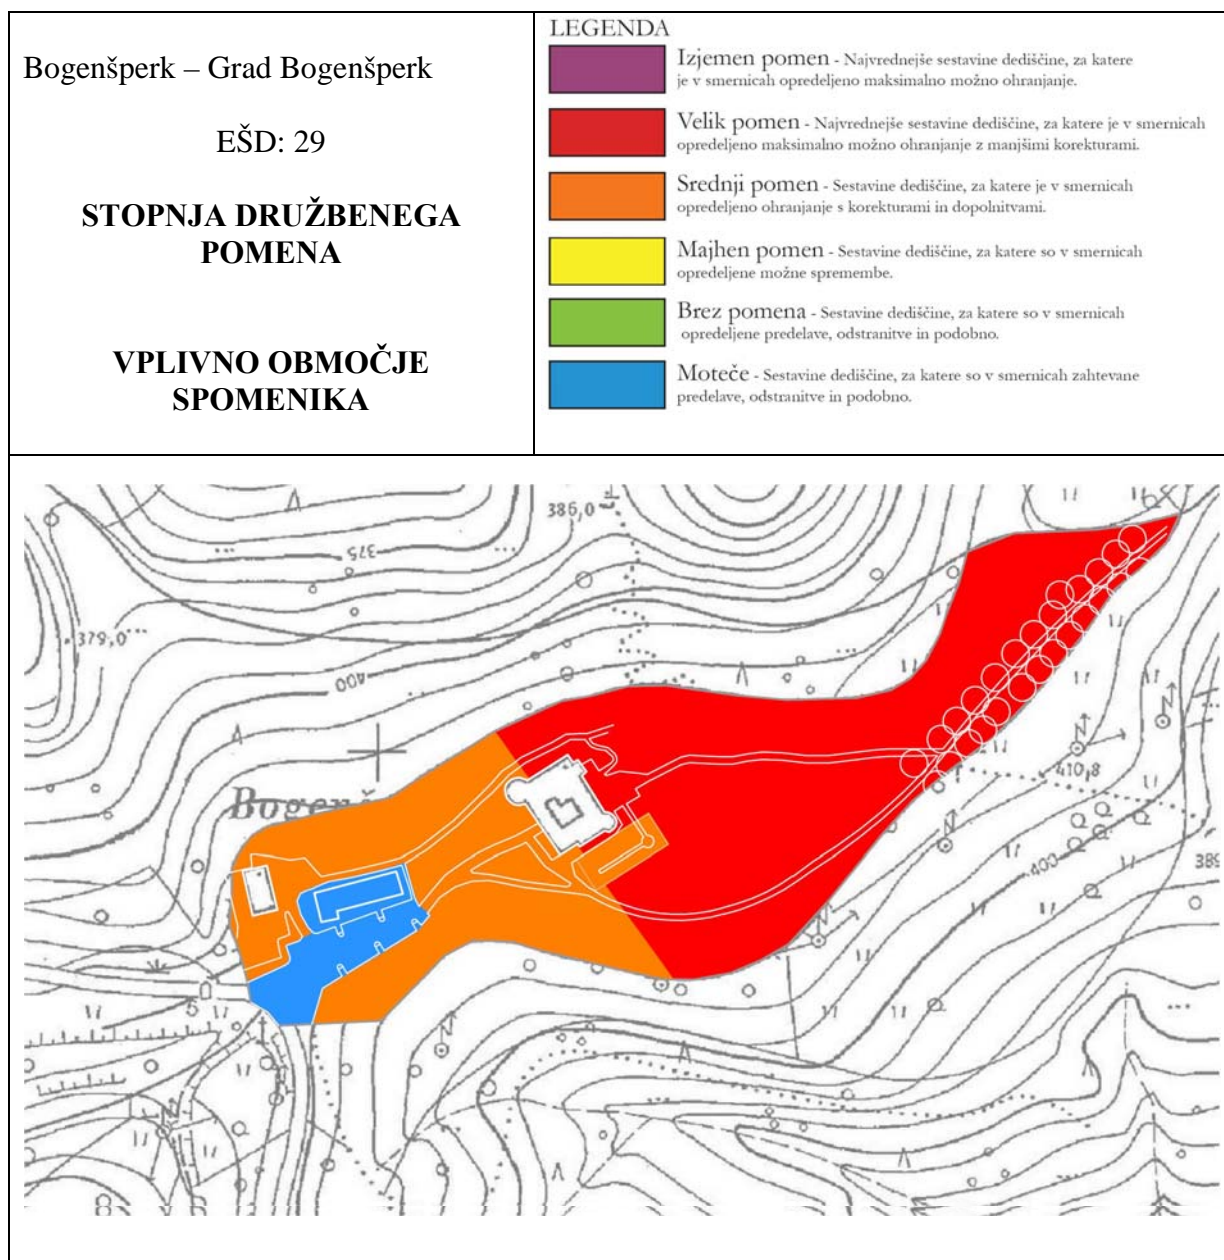 Bogenšperk – Grad Bogenšperk
EŠD: 29
STOPNJA DRUŽBENEGA
POMENA
VPLIVNO OBMOČJE
SPOMENIKA
LEGENDA
Izjemen pomen - Najvrednejše sestavine dediščine, za katere
je v smernicah opredeljeno maksimalno možno ohranjanje.
Velik pomen - Najvrednejše sestavine dediščine, za katere je v smernicah
opredeljeno maksimalno možno ohranjanje z manjšimi korekturami.
Srednji pomen - Sestavine dediščine, za katere je v smernicah
opredeljeno ohranjanje s korekturami in dopolnitvami.
Majhen pomen - Sestavine dediščine, za katere so v smernicah
opredeljene možne spremembe.
Brez pomena - Sestavine dediščine, za katere so v smernicah
opredeljene predelave, odstranitve in podobno.
Moteče - Sestavine dediščine, za katere so v smernicah zahtevane
predelave, odstranitve in podobno.
386,0
375
379,0
400
Bogenš
410,8
400
389